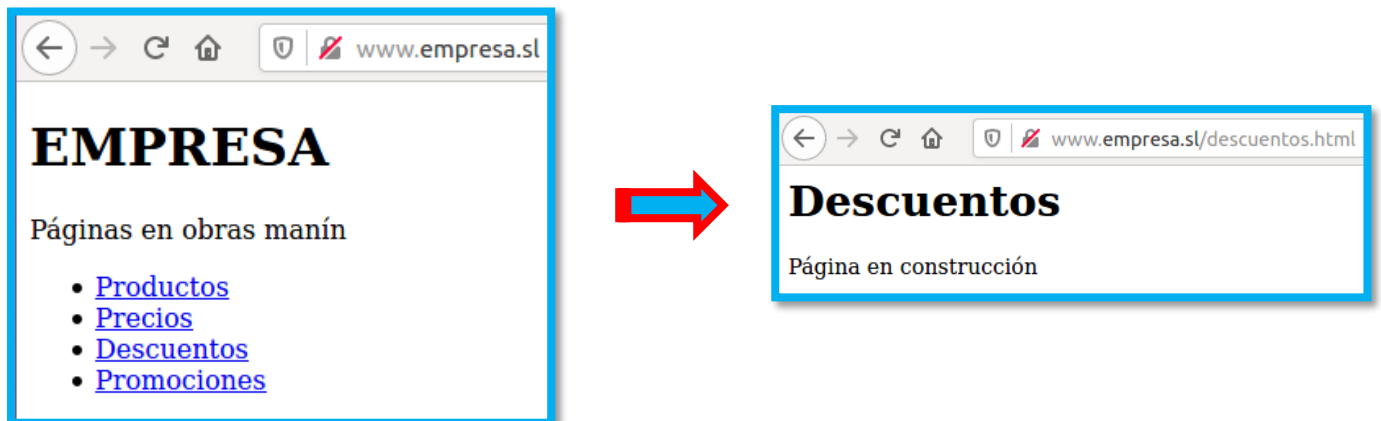 www.empresa.sl
EMPRESA
Páginas en obras manín
Productos
Precios
Descuentos
Promociones
www.empresa.sl/descuentos.html
Descuentos
Página en construcción